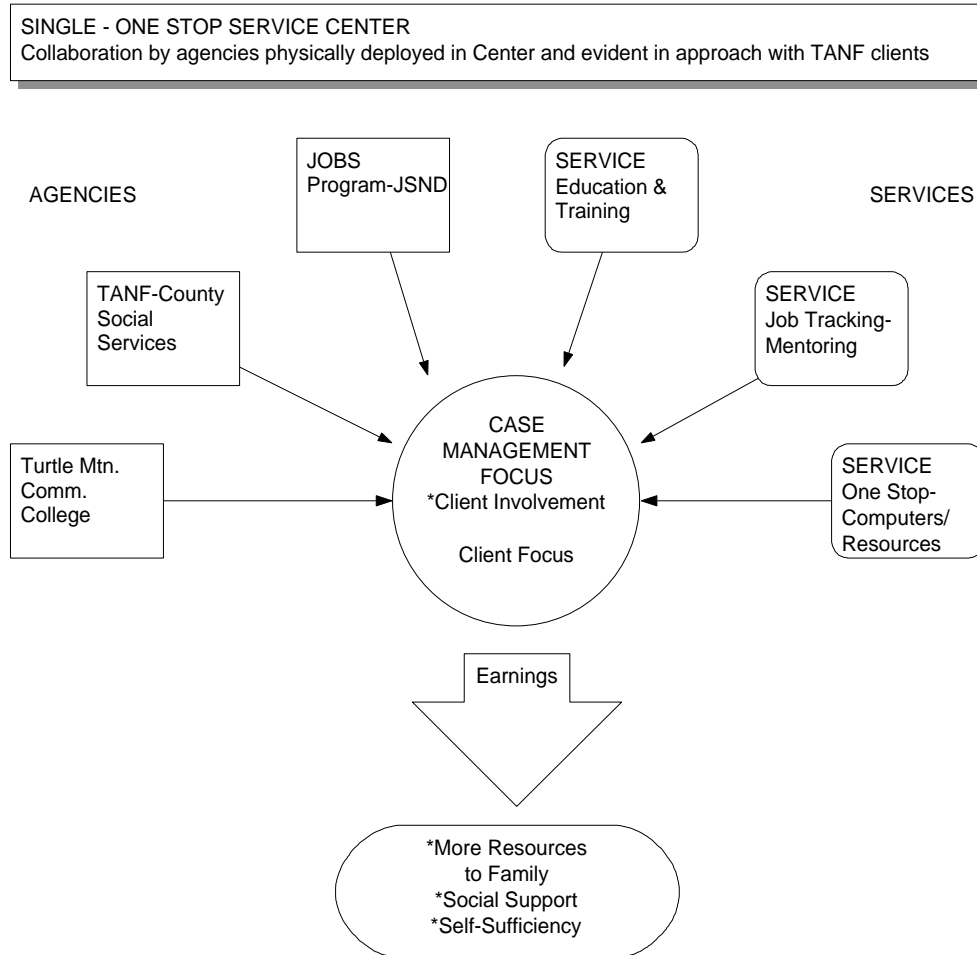 SINGLE - ONE STOP SERVICE CENTER
Collaboration by agencies physically deployed in Center and evident in approach with TANF clients
AGENCIES
JOBS
Program-JSND
SERVICE
Education &
Training
SERVICES
TANF-County
Social
Services
SERVICE
Job Tracking-
Mentoring
Turtle Mtn.
Comm.
College
CASE
MANAGEMENT
FOCUS
*Client Involvement
Client Focus
SERVICE
One Stop-
Computers/
Resources
Earnings
*More Resources
to Family
*Social Support
*Self-Sufficiency